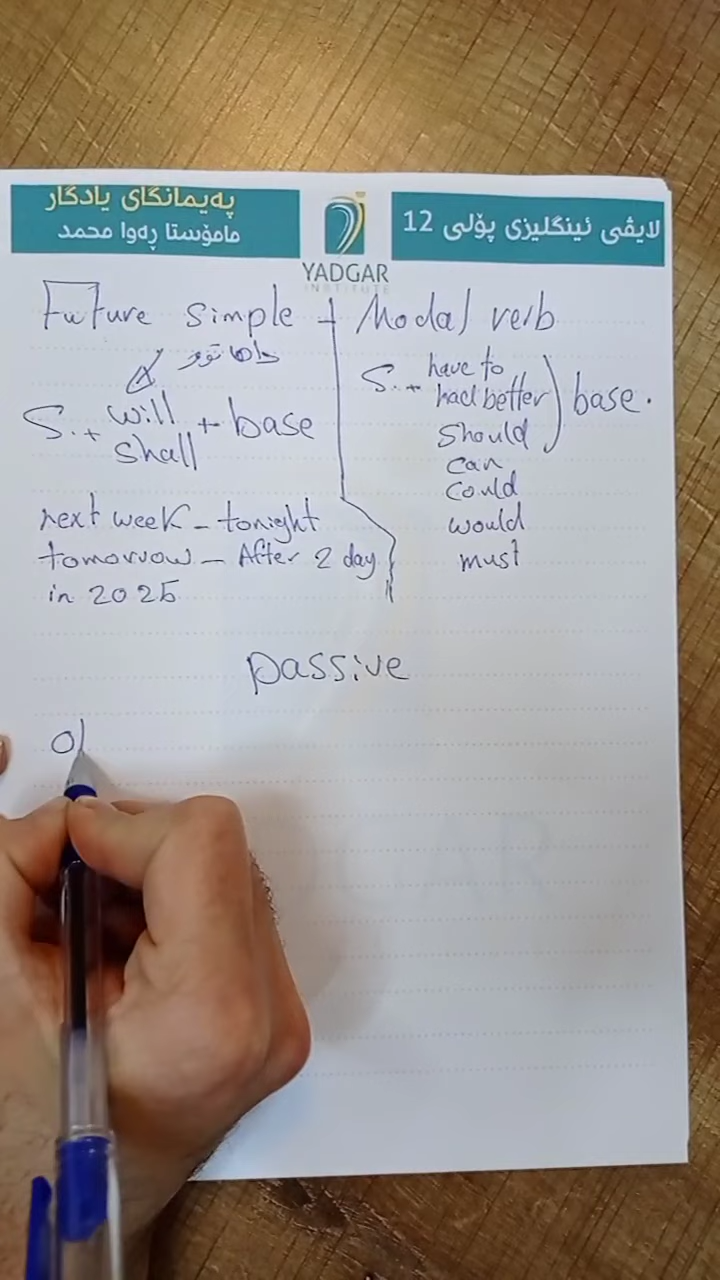 پەیمانگای یادگار
مامۆستا ڕەوا محمد
YADGAR
INSTITUTE
لایڤی ئینگلیزی پۆلی 12
Future simple + Modal verb
داهاتوو
S. + will
shall + base
S. + have to
had better
should
can
could
would
must
base.
next week - tonight
tomorrow - After 2 day
in 2025
passive
ol